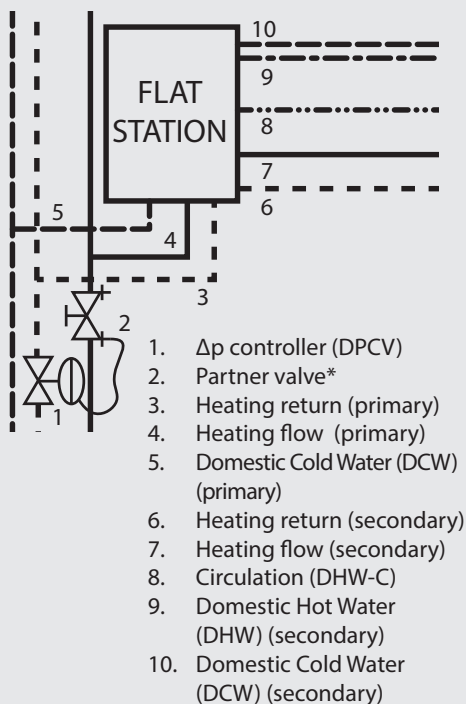 10
9
FLAT
STATION
8
7
6
5
4
3
2
1
1. Δp controller (DPCV)
2. Partner valve*
3. Heating return (primary)
4. Heating flow (primary)
5. Domestic Cold Water (DCW)
(primary)
6. Heating return (secondary)
7. Heating flow (secondary)
8. Circulation (DHW-C)
9. Domestic Hot Water
(DHW) (secondary)
10. Domestic Cold Water
(DCW) (secondary)